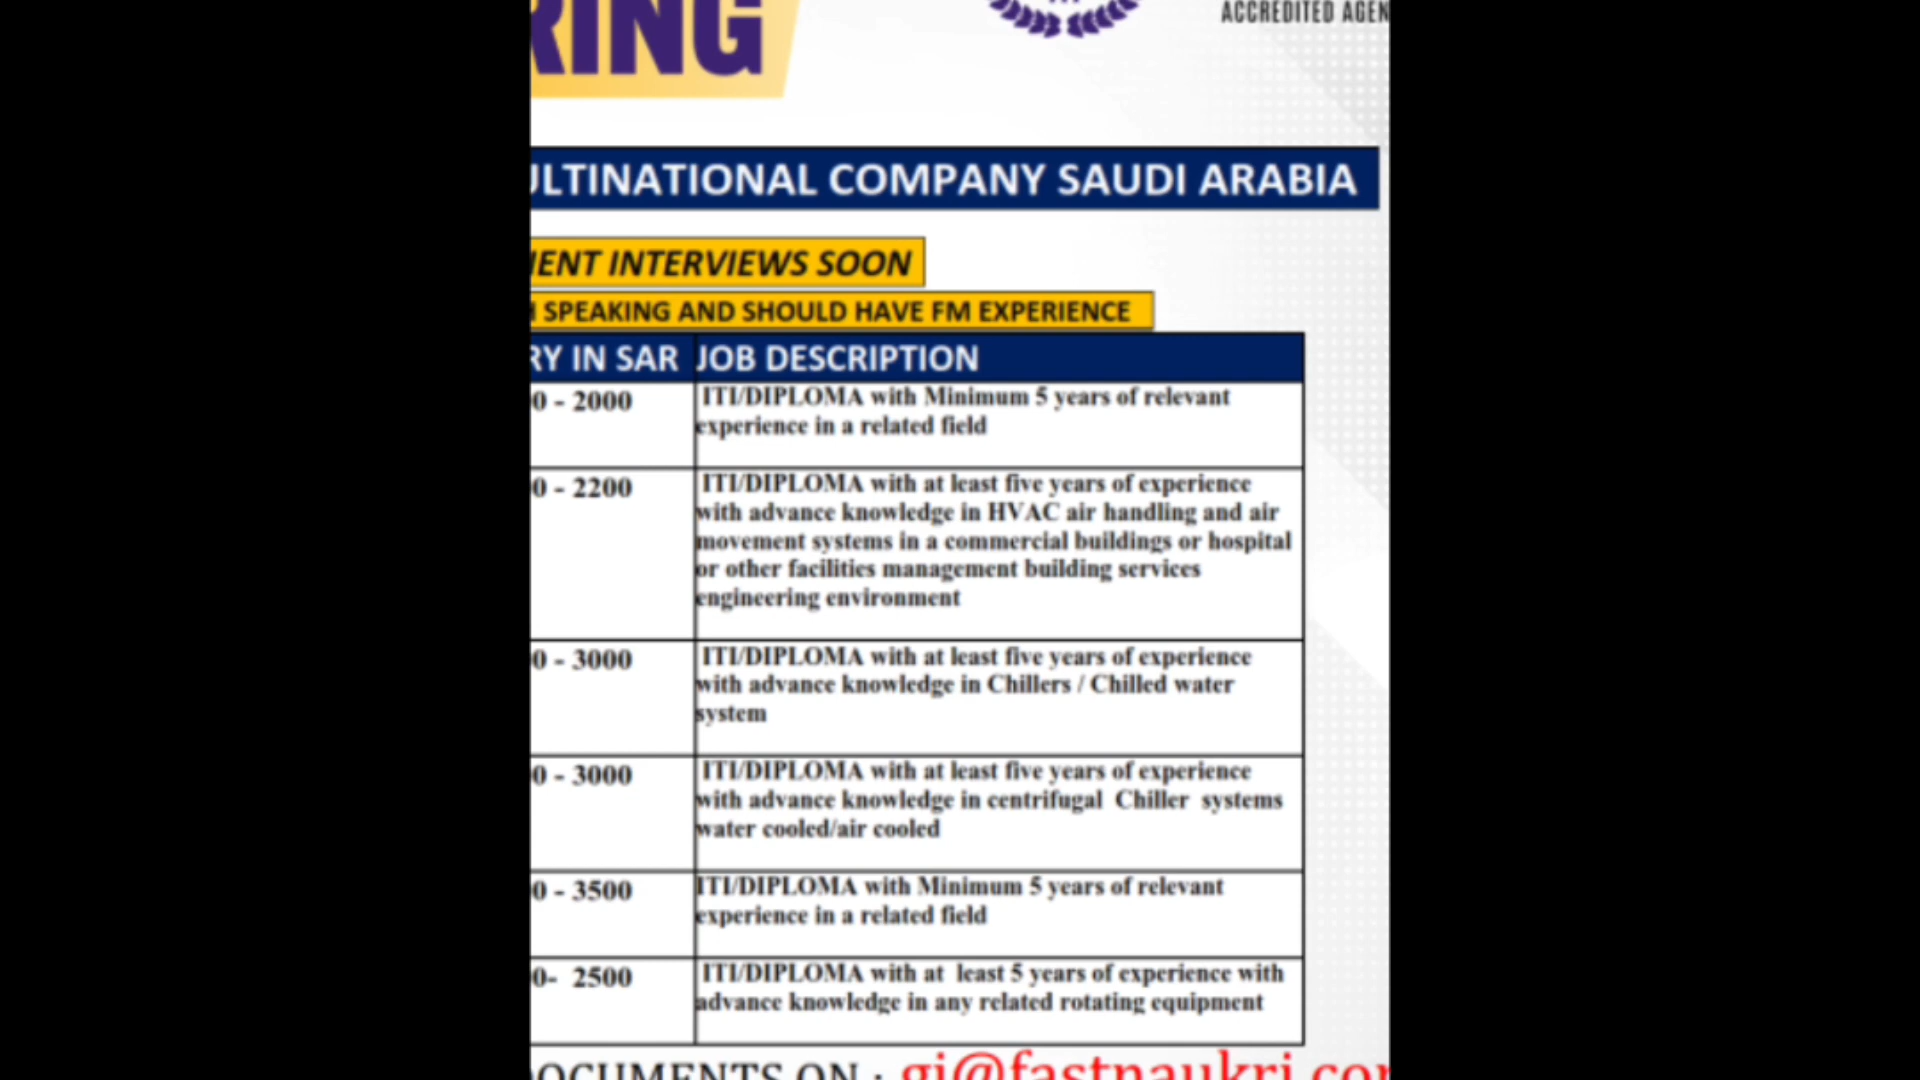 RING
ACCREDITED AGEN
ULTINATIONAL COMPANY SAUDI ARABIA
IENT INTERVIEWS SOON
H SPEAKING AND SHOULD HAVE FM EXPERIENCE
RY IN SAR JOB DESCRIPTION
0 - 2000 ITI/DIPLOMA with Minimum 5 years of relevant
experience in a related field
0 - 2200 ITI/DIPLOMA with at least five years of experience
with advance knowledge in HVAC air handling and air
movement systems in a commercial buildings or hospital
or other facilities management building services
engineering environment
0 - 3000 ITI/DIPLOMA with at least five years of experience
with advance knowledge in Chillers / Chilled water
system
0 - 3000 ITI/DIPLOMA with at least five years of experience
with advance knowledge in centrifugal Chiller systems
water cooled/air cooled
0 - 3500 ITI/DIPLOMA with Minimum 5 years of relevant
experience in a related field
0- 2500 ITI/DIPLOMA with at least 5 years of experience with
advance knowledge in any related rotating equipment
OCUMENTS ON : gi@fastnaukri.com